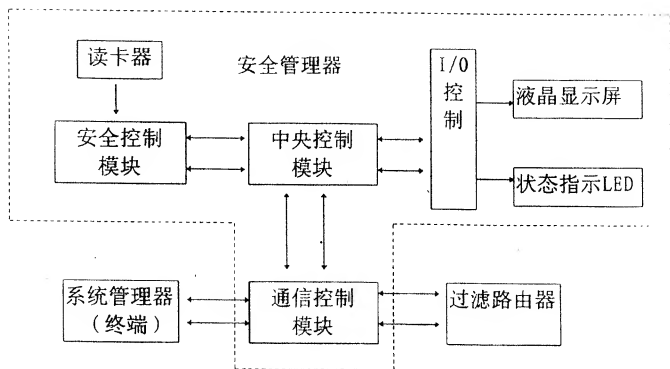 读卡器
安全管理器
I/O
控
制
液晶显示屏
安全控制
模块
中央控制
模块
状态指示LED
系统管理器
（终端）
通信控制
模块
过滤路由器